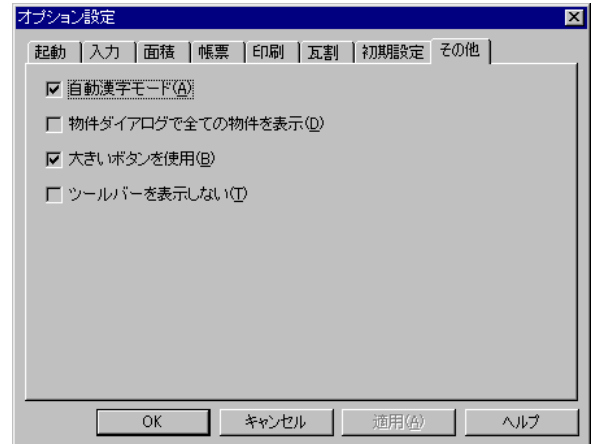 オプション設定
起動 入力 面積 帳票 印刷 瓦割 初期設定 その他
自動漢字モード(A)
物件ダイアログで全ての物件を表示(D)
大きいボタンを使用(B)
ツールバーを表示しない(T)
OK キャンセル 適用(A) ヘルプ